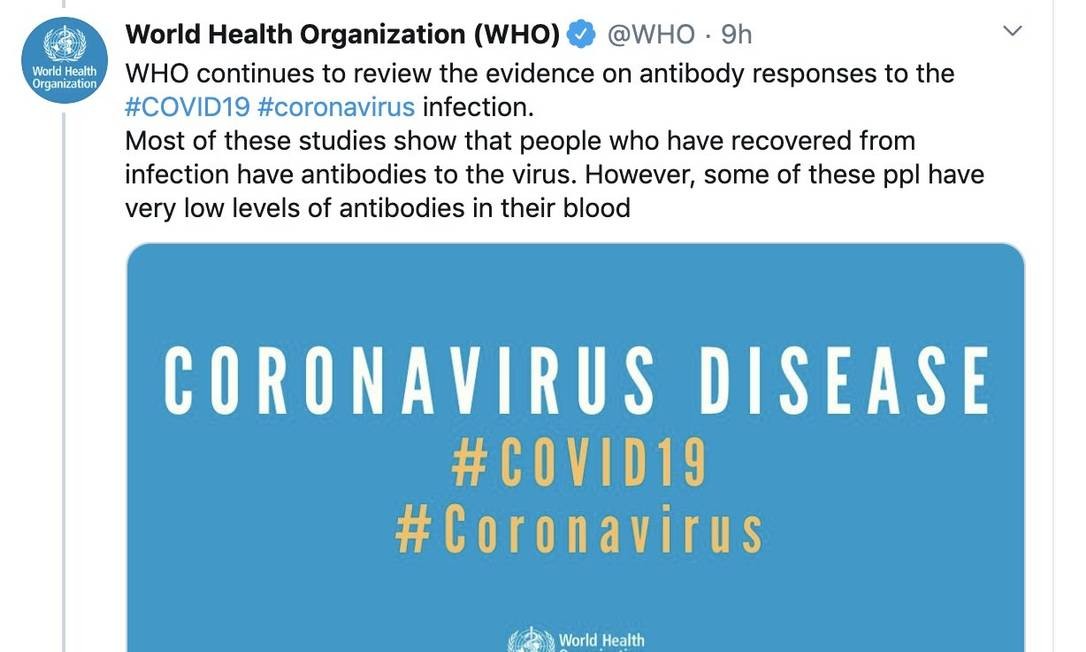 World Health Organization (WHO) @WHO · 9h
World Health
Organization
WHO continues to review the evidence on antibody responses to the
#COVID19 #coronavirus infection.
Most of these studies show that people who have recovered from
infection have antibodies to the virus. However, some of these ppl have
very low levels of antibodies in their blood
CORONAVIRUS DISEASE
#COVID19
#Coronavirus
World Health